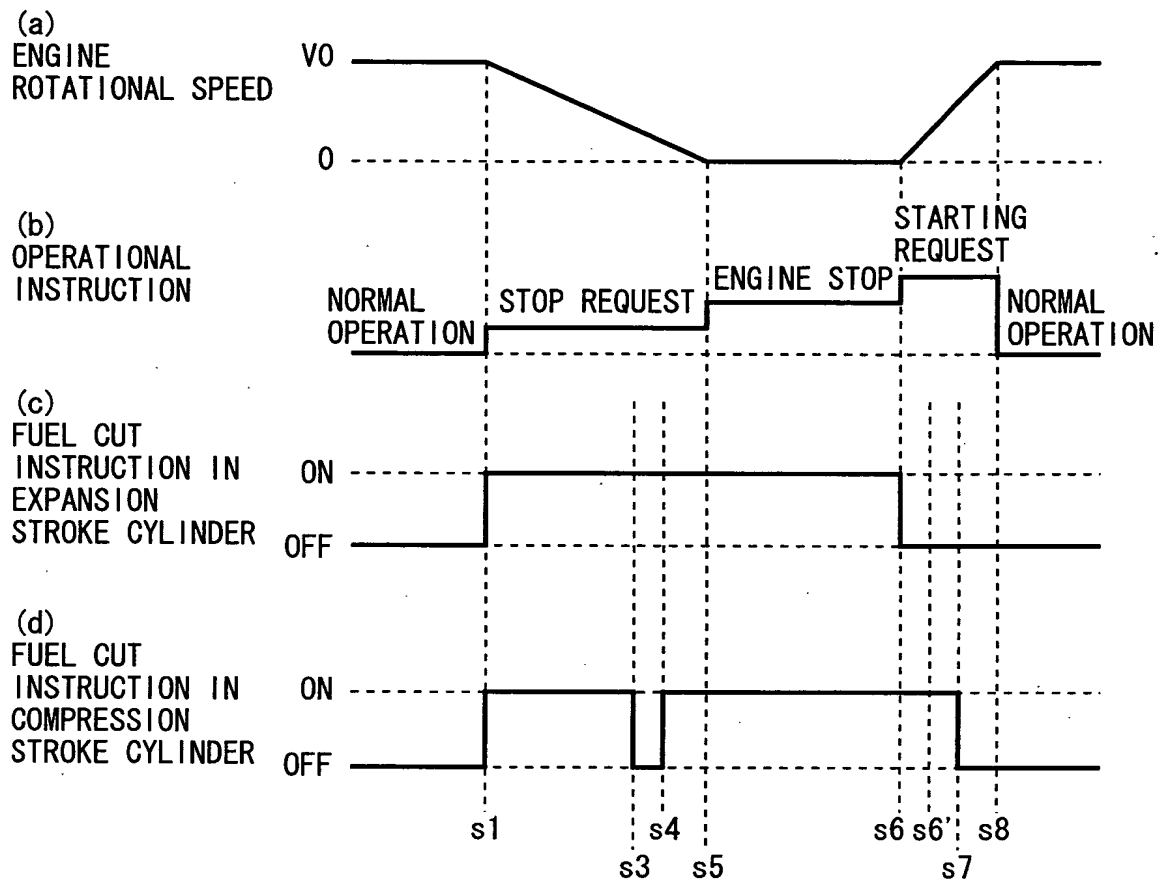 (a)
ENGINE
ROTATIONAL SPEED
V0
0
(b)
OPERATIONAL
INSTRUCTION
NORMAL
OPERATION
STOP REQUEST
ENGINE STOP
STARTING
REQUEST
NORMAL
OPERATION
(c)
FUEL CUT
INSTRUCTION IN
EXPANSION
STROKE CYLINDER
ON
OFF
(d)
FUEL CUT
INSTRUCTION IN
COMPRESSION
STROKE CYLINDER
ON
OFF
s1
s3
s4
s5
s6
s6'
s7
s8